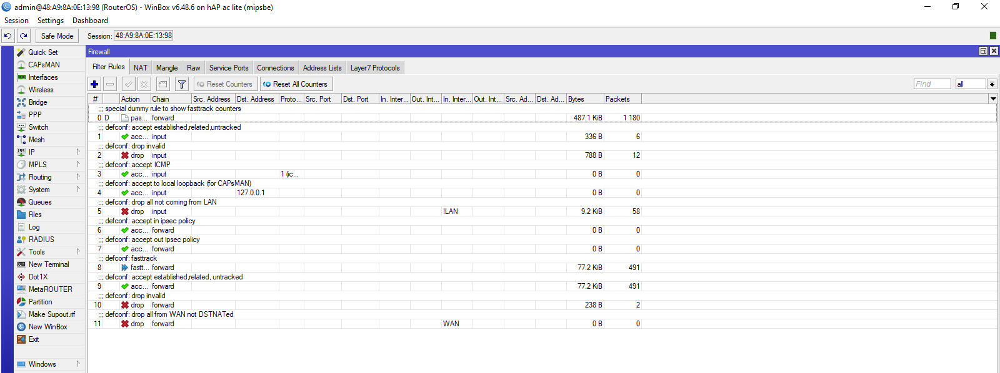 admin@48:A9:8A:0E:13:98 (RouterOS) - WinBox v6.48.6 on hAP ac lite (mipsbe)
Session Settings Dashboard
Safe Mode Session: 48:A9:8A:0E:13:98
Quick Set
CAPsMAN
Interfaces
Wireless
Bridge
PPP
Switch
Mesh
IP
MPLS
Routing
System
Queues
Files
Log
RADIUS
Tools
New Terminal
Dot1X
MetaROUTER
Partition
Make Supout.rif
New WinBox
Exit
Windows
Firewall
Filter Rules NAT Mangle Raw Service Ports Connections Address Lists Layer7 Protocols
Reset Counters Reset All Counters Find all
# Action Chain Src. Address Dst. Address Proto... Src. Port Dst. Port In. Inter... Out. Int... In. Inter... Out. Int... Src. Ad... Dst. Ad... Bytes Packets
;;; special dummy rule to show fasttrack counters
0 D pas... forward 487.1 KiB 1 180
;;; defconf: accept established,related,untracked
1 acc... input 336 B 6
;;; defconf: drop invalid
2 drop input 788 B 12
;;; defconf: accept ICMP
3 acc... input 1 (ic... 0 B 0
;;; defconf: accept to local loopback (for CAPsMAN)
4 acc... input 127.0.0.1 0 B 0
;;; defconf: drop all not coming from LAN
5 drop input !LAN 9.2 KiB 58
;;; defconf: accept in ipsec policy
6 acc... forward 0 B 0
;;; defconf: accept out ipsec policy
7 acc... forward 0 B 0
;;; defconf: fasttrack
8 fastt... forward 77.2 KiB 491
;;; defconf: accept established,related, untracked
9 acc... forward 77.2 KiB 491
;;; defconf: drop invalid
10 drop forward 238 B 2
;;; defconf: drop all from WAN not DSTNATed
11 drop forward WAN 0 B 0